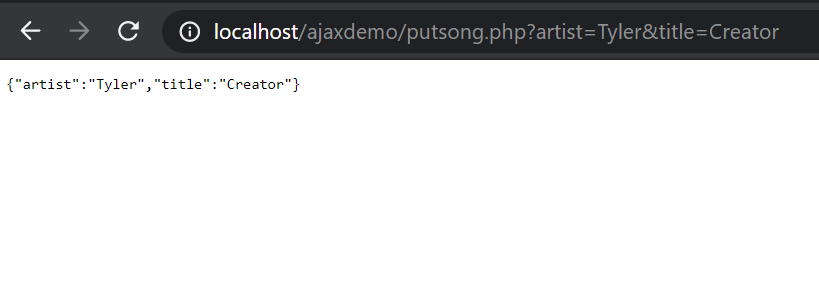 localhost/ajaxdemo/putsong.php?artist=Tyler&title=Creator
{"artist":"Tyler","title":"Creator"}